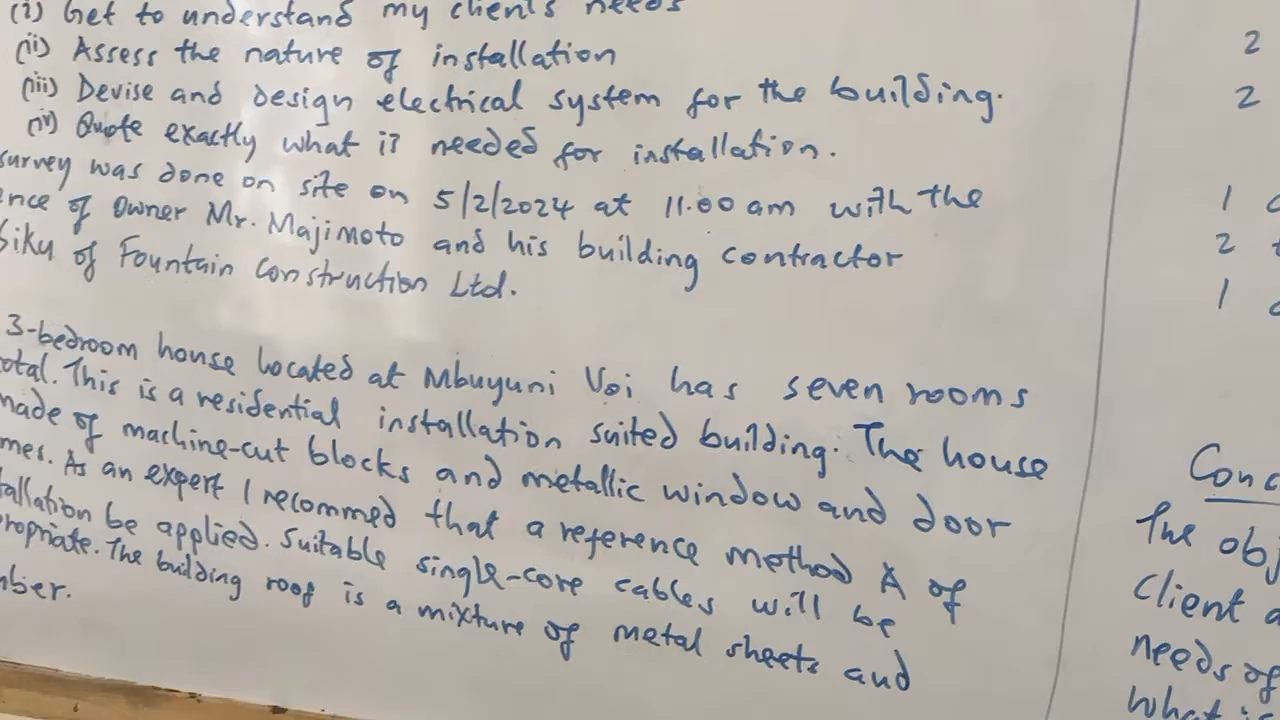 (i) Get to understand my clients needs
(ii) Assess the nature of installation
(iii) Devise and design electrical system for the building.
(iv) Quote exactly what is needed for installation.
survey was done on site on 5/2/2024 at 11.00 am with the
ence of Owner Mr. Majimoto and his building contractor
siku of Fountain Construction Ltd.
3-bedroom house located at Mbuyuni Voi has seven rooms
otal. This is a residential installation suited building. The house
made of machine-cut blocks and metallic window and door
mes. As an expert I recommed that a reference method A of
tallation be applied. Suitable single-core cables will be
ropriate. The building roof is a mixture of metal sheets and
mber.
2
2
1
2
1
Conc
The obj
Client a
needs of
what is